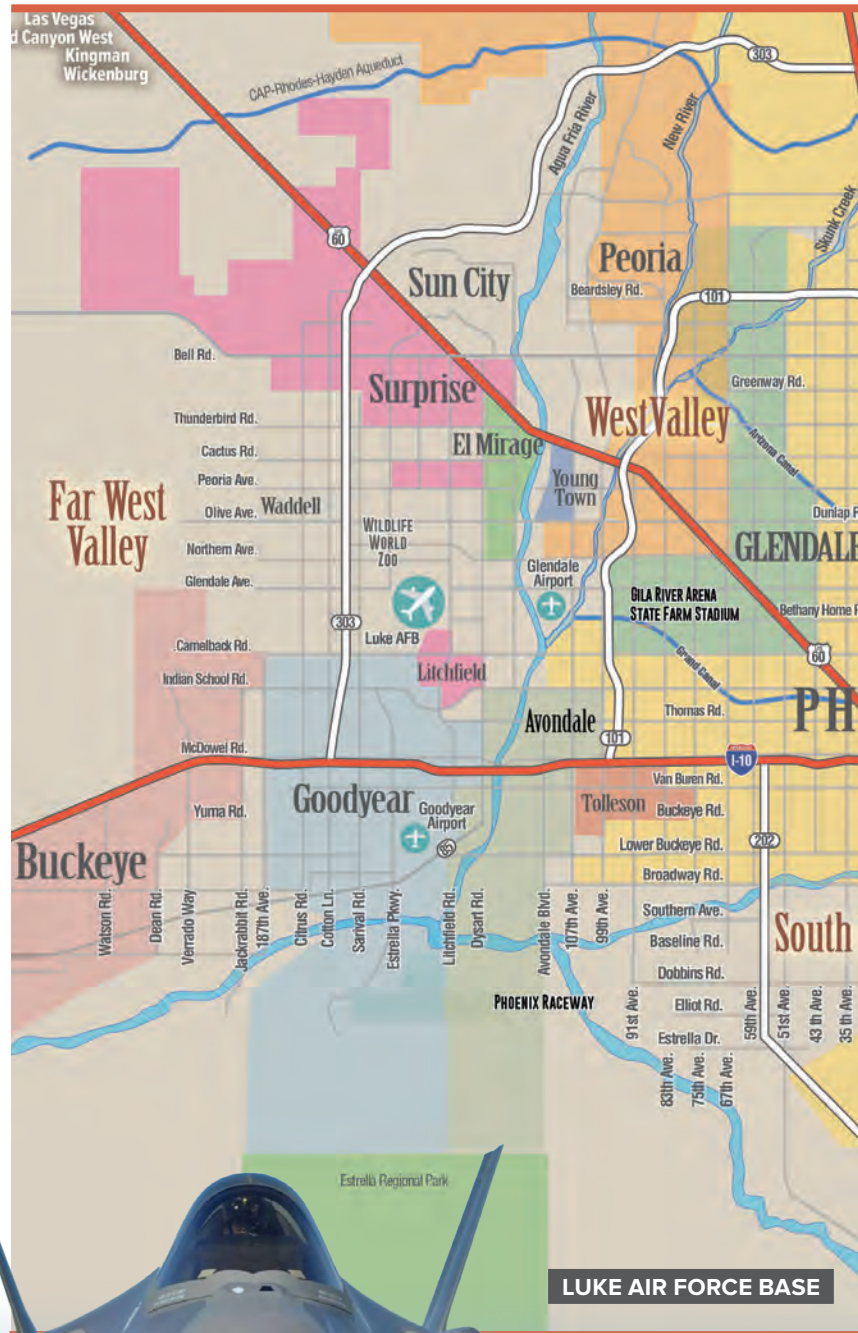 Las Vegas
d Canyon West
Kingman
Wickenburg
CAP-Rhodes-Hayden Aqueduct
303
Agua Fria River
New River
Skunk Creek
60
Sun City
Peoria
Beardsley Rd.
101
Bell Rd.
Surprise
Greenway Rd.
Thunderbird Rd.
West Valley
Cactus Rd.
El Mirage
Arizona Canal
Peoria Ave.
Far West
Valley
Olive Ave.
Waddell
Young
Town
Dunlap R
WILDLIFE
WORLD
ZOO
Northern Ave.
GLENDALE
Glendale Ave.
Glendale
Airport
GILA RIVER ARENA
STATE FARM STADIUM
Bethany Home R
303
Luke AFB
Camelback Rd.
60
Grand Canal
Indian School Rd.
Litchfield
Avondale
Thomas Rd.
PH
101
McDowel Rd.
I-10
Van Buren Rd.
Goodyear
Goodyear
Airport
Tolleson
Yuma Rd.
Buckeye Rd.
85
202
Lower Buckeye Rd.
Buckeye
Broadway Rd.
Watson Rd.
Dean Rd.
Verrado Way
Jackrabbit Rd.
187th Ave.
Citrus Rd.
Cotton Ln.
Sarival Rd.
Estrella Pkwy.
Litchfield Rd.
Dysart Rd.
Avondale Blvd.
107th Ave.
99th Ave.
Southern Ave.
Baseline Rd.
South
Dobbins Rd.
PHOENIX RACEWAY
Elliot Rd.
91st Ave.
59th Ave.
51st Ave.
43 th Ave.
35 th Ave.
Estrella Dr.
83th Ave.
75th Ave.
67th Ave.
Estrella Regional Park
LUKE AIR FORCE BASE